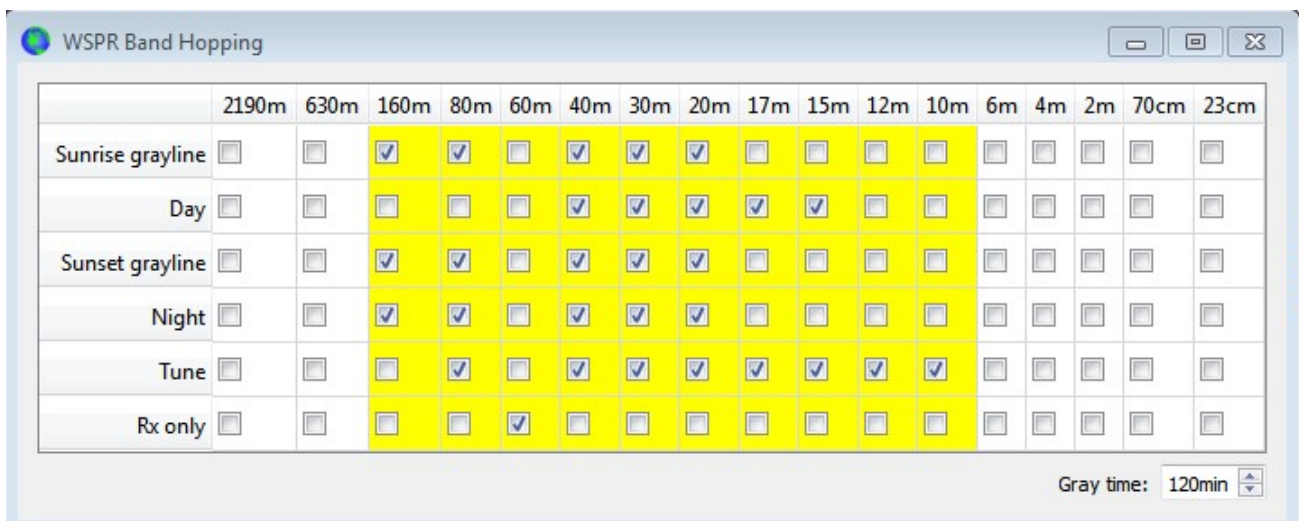 WSPR Band Hopping
2190m 630m 160m 80m 60m 40m 30m 20m 17m 15m 12m 10m 6m 4m 2m 70cm 23cm
Sunrise grayline
Day
Sunset grayline
Night
Tune
Rx only
Gray time: 120min